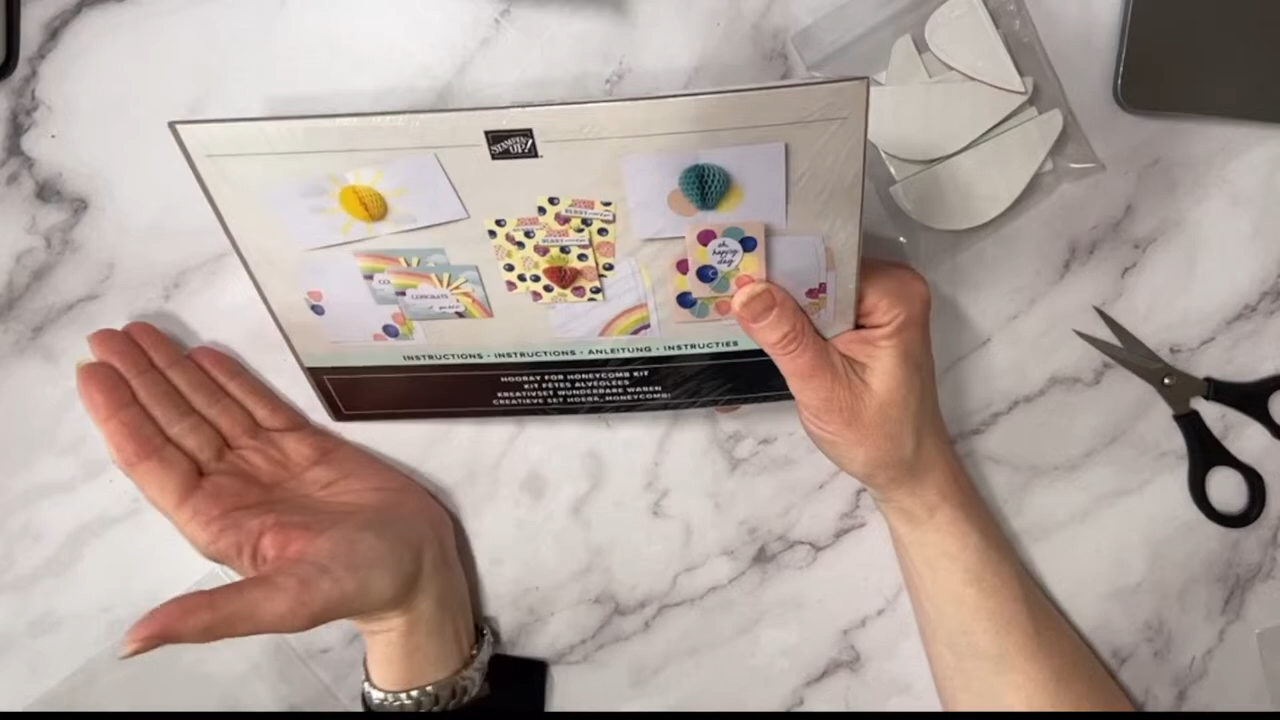 STAMPIN' UP!
BERRY
BERRY
CONGRATS
oh,
happy
day
INSTRUCTIONS • INSTRUCTIONS • ANLEITUNG • INSTRUCTIES
HOORAY FOR HONEYCOMB KIT
KIT FÊTES ALVÉOLÉES
KREATIVSET WUNDERBARE WABEN
CREATIEVE SET HOERA, HONEYCOMB!